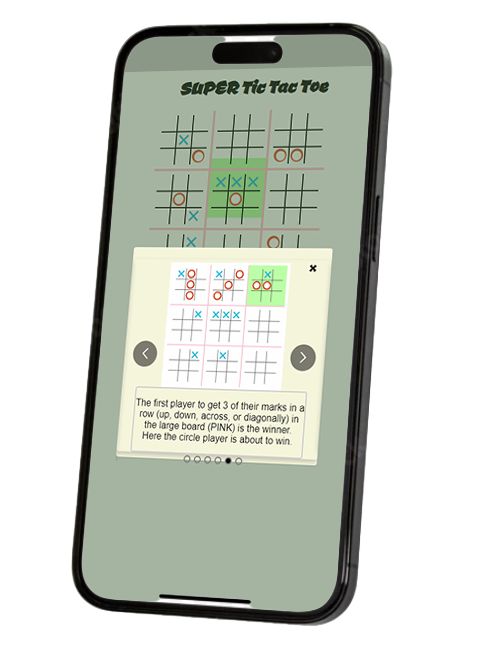 SUPER Tic Tac Toe
The first player to get 3 of their marks in a
row (up, down, across, or diagonally) in
the large board (PINK) is the winner.
Here the circle player is about to win.